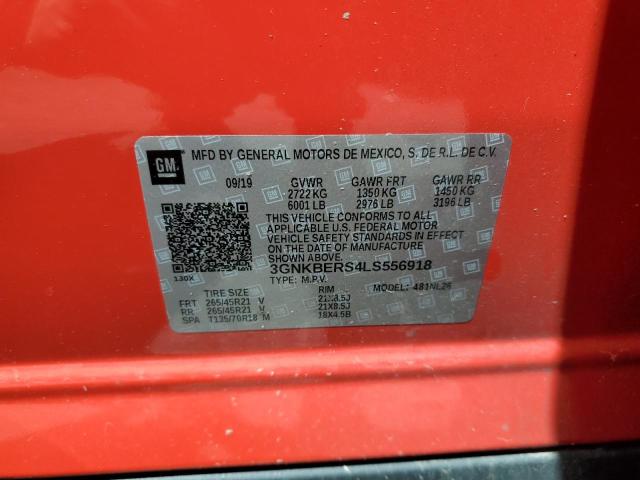 GM MFD BY GENERAL MOTORS DE MEXICO, S. DE R.L. DE C.V.
09/19 GVWR GAWR FRT GAWR RR
2722 KG 1350 KG 1450 KG
6001 LB 2976 LB 3196 LB
THIS VEHICLE CONFORMS TO ALL
APPLICABLE U.S. FEDERAL MOTOR
VEHICLE SAFETY STANDARDS IN EFFECT
ON THE DATE OF MANUFACTURE
SHOWN ABOVE.
3GNKBERS4LS556918
130X TYPE: M.P.V. MODEL: 481NL26
TIRE SIZE RIM
FRT 265/45R21 V 21X8.5J
RR 265/45R21 V 21X8.5J
SPA T135/70R18 M 18X4.5B